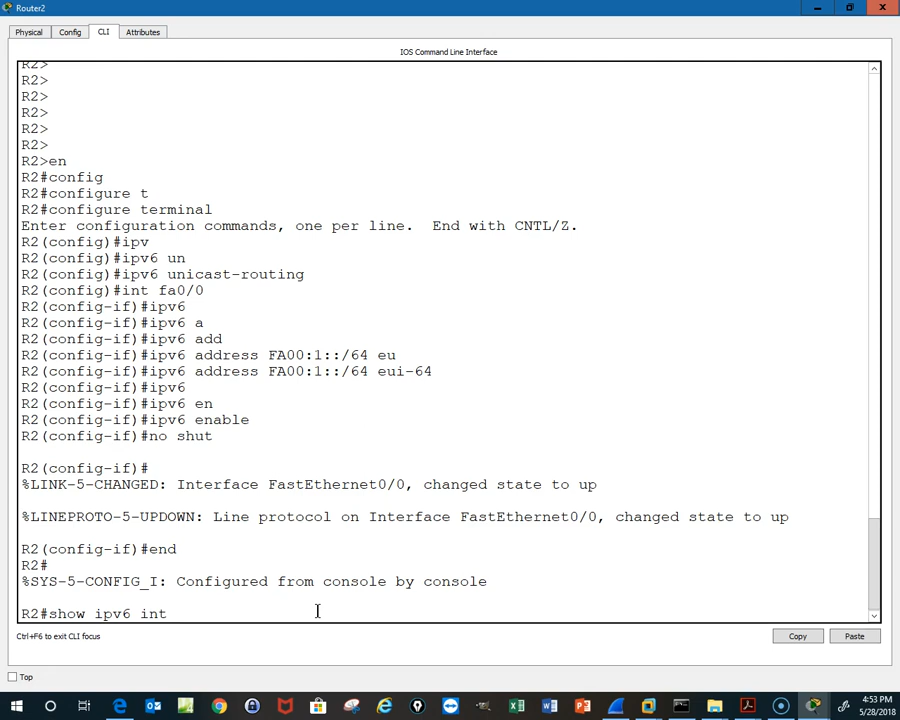 Router2
Physical Config CLI Attributes
IOS Command Line Interface
R2>
R2>
R2>
R2>
R2>
R2>
R2>en
R2#config
R2#configure t
R2#configure terminal
Enter configuration commands, one per line.  End with CNTL/Z.
R2(config)#ipv
R2(config)#ipv6 un
R2(config)#ipv6 unicast-routing
R2(config)#int fa0/0
R2(config-if)#ipv6
R2(config-if)#ipv6 a
R2(config-if)#ipv6 add
R2(config-if)#ipv6 address FA00:1::/64 eu
R2(config-if)#ipv6 address FA00:1::/64 eui-64
R2(config-if)#ipv6
R2(config-if)#ipv6 en
R2(config-if)#ipv6 enable
R2(config-if)#no shut
R2(config-if)#
%LINK-5-CHANGED: Interface FastEthernet0/0, changed state to up
%LINEPROTO-5-UPDOWN: Line protocol on Interface FastEthernet0/0, changed state to up
R2(config-if)#end
R2#
%SYS-5-CONFIG_I: Configured from console by console
R2#show ipv6 int
Ctrl+F6 to exit CLI focus
Copy Paste
Top
4:53 PM
5/28/2018